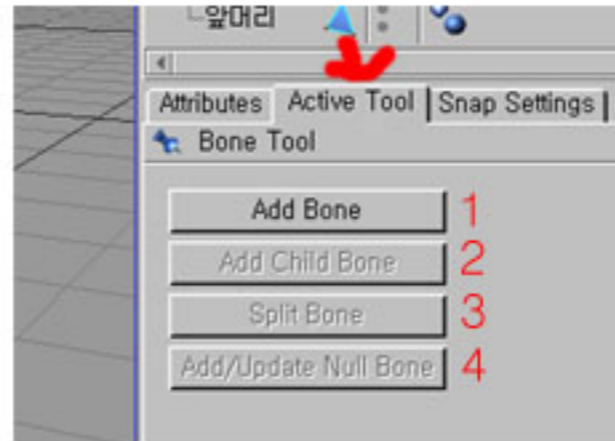 앞머리
Attributes Active Tool Snap Settings
Bone Tool
Add Bone 1
Add Child Bone 2
Split Bone 3
Add/Update Null Bone 4